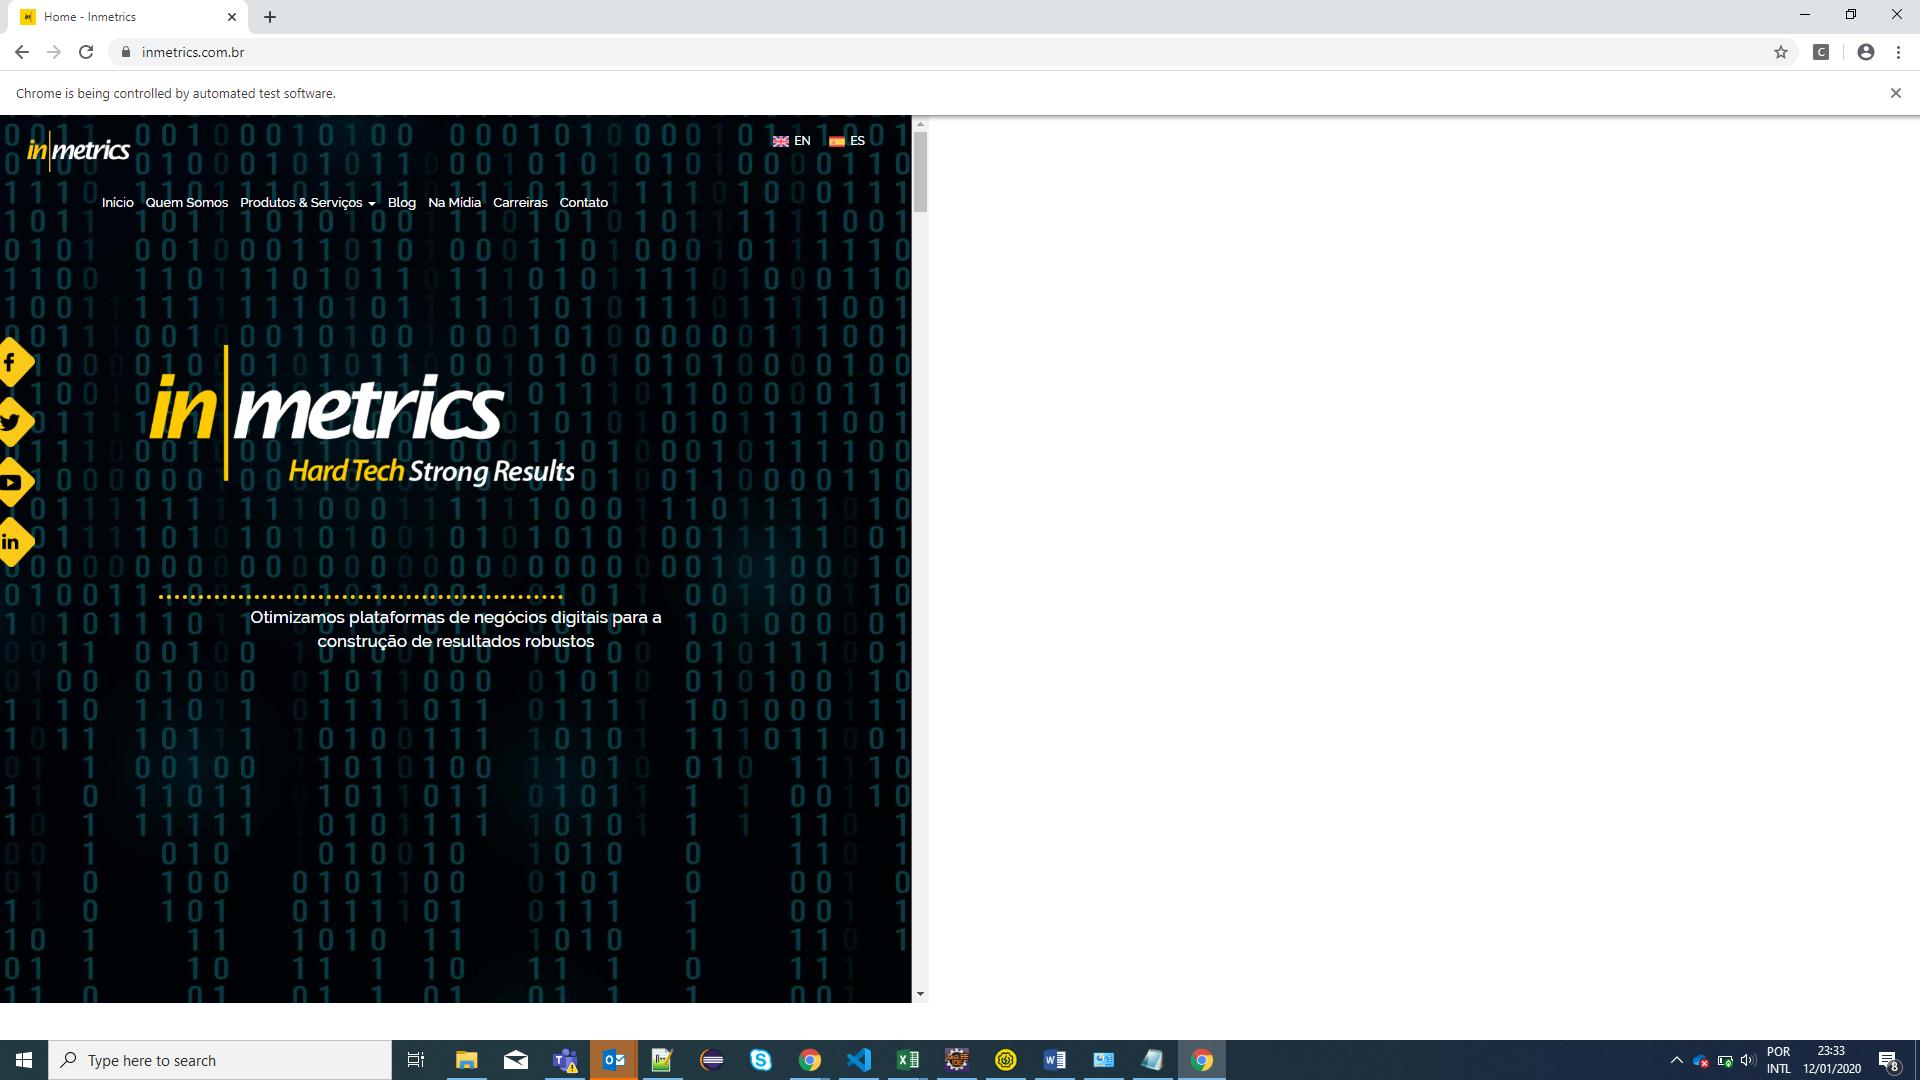 Home - Inmetrics
inmetrics.com.br
C
Chrome is being controlled by automated test software.
in metrics
EN ES
Início Quem Somos Produtos & Serviços Blog Na Mídia Carreiras Contato
in metrics
Hard Tech Strong Results
Otimizamos plataformas de negócios digitais para a
construção de resultados robustos
Type here to search
POR
INTL
23:33
12/01/2020
8